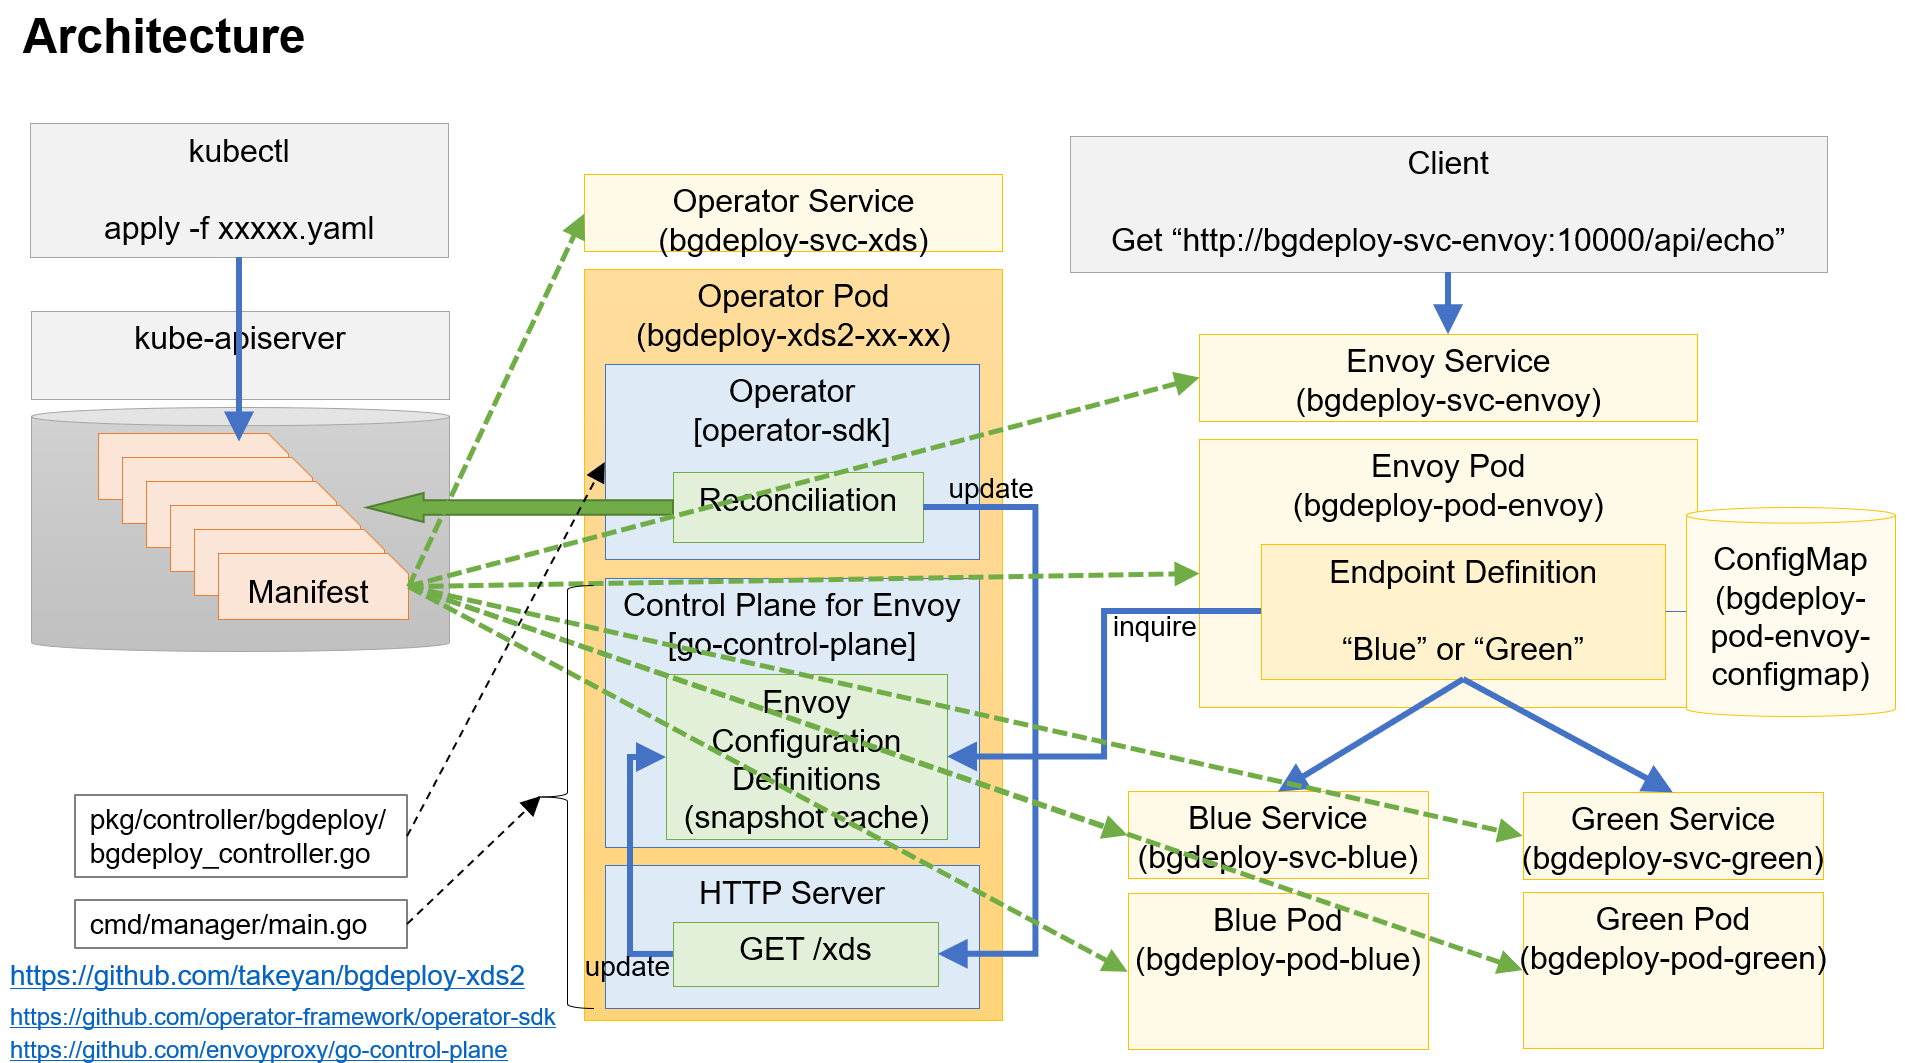 Architecture
kubectl
apply -f xxxxx.yaml
kube-apiserver
Manifest
pkg/controller/bgdeploy/
bgdeploy_controller.go
cmd/manager/main.go
https://github.com/takeyan/bgdeploy-xds2
https://github.com/operator-framework/operator-sdk
https://github.com/envoyproxy/go-control-plane
Operator Service
(bgdeploy-svc-xds)
Operator Pod
(bgdeploy-xds2-xx-xx)
Operator
[operator-sdk]
Reconciliation
update
Control Plane for Envoy
[go-control-plane]
Envoy
Configuration
Definitions
(snapshot cache)
HTTP Server
GET /xds
update
inquire
Client
Get “http://bgdeploy-svc-envoy:10000/api/echo”
Envoy Service
(bgdeploy-svc-envoy)
Envoy Pod
(bgdeploy-pod-envoy)
Endpoint Definition
“Blue” or “Green”
ConfigMap
(bgdeploy-
pod-envoy-
configmap)
Blue Service
(bgdeploy-svc-blue)
Blue Pod
(bgdeploy-pod-blue)
Green Service
(bgdeploy-svc-green)
Green Pod
(bgdeploy-pod-green)